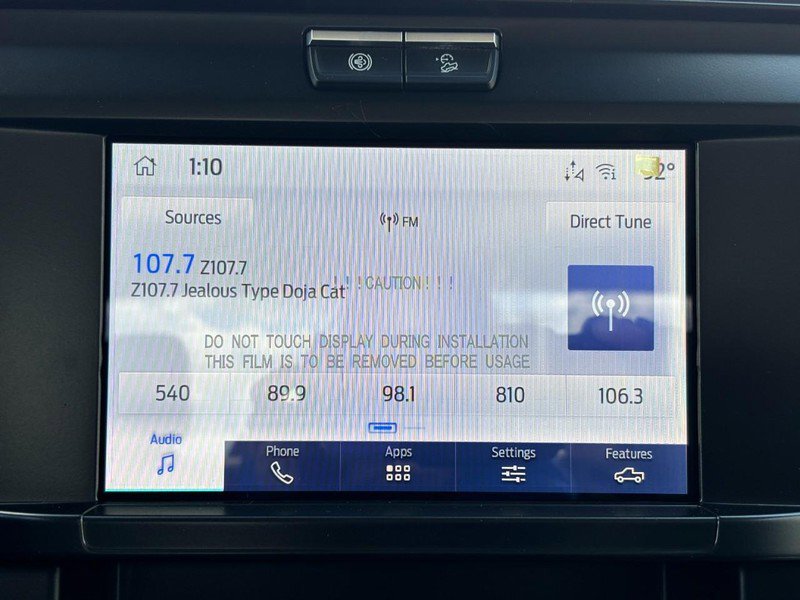 1:10
Sources
FM
Direct Tune
107.7 Z107.7
Z107.7 Jealous Type Doja Cat
! ! ! CAUTION ! ! !
DO NOT TOUCH DISPLAY DURING INSTALLATION
THIS FILM IS TO BE REMOVED BEFORE USAGE
540 89.9 98.1 810 106.3
Audio Phone Apps Settings Features